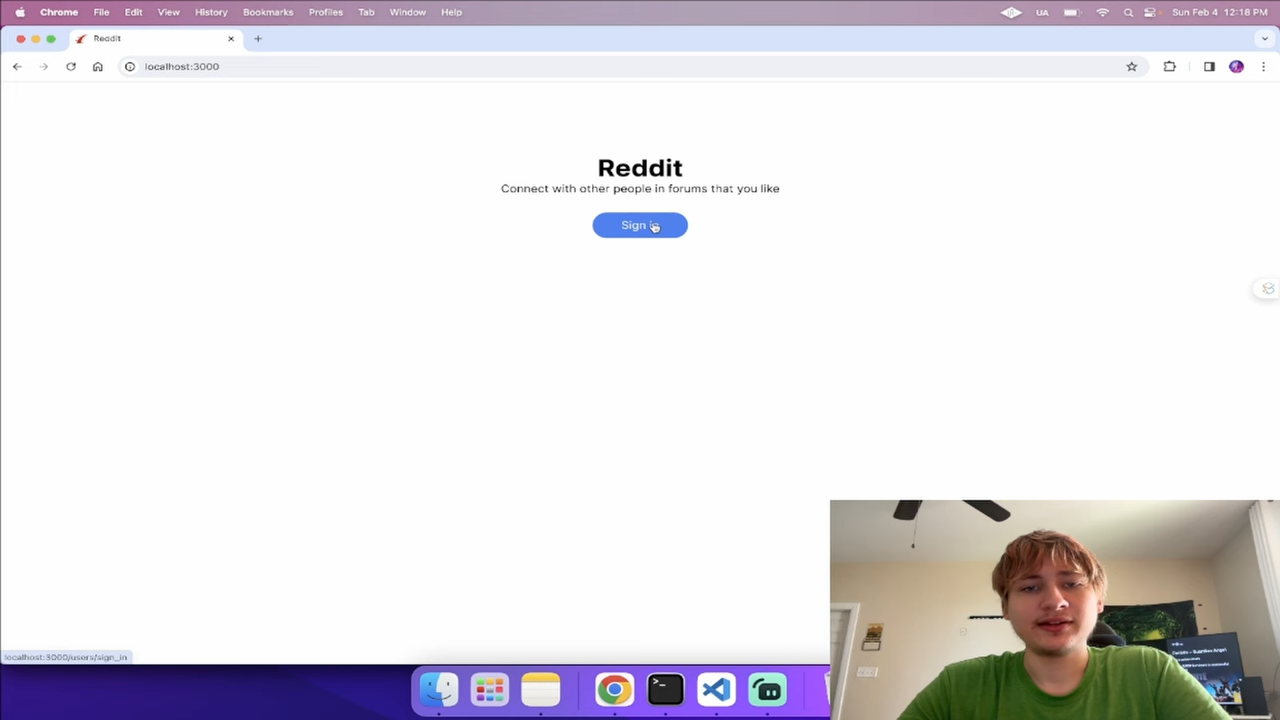 Chrome File Edit View History Bookmarks Profiles Tab Window Help UA Sun Feb 4 12:18 PM
Reddit
localhost:3000
Reddit
Connect with other people in forums that you like
Sign
localhost:3000/users/sign_in